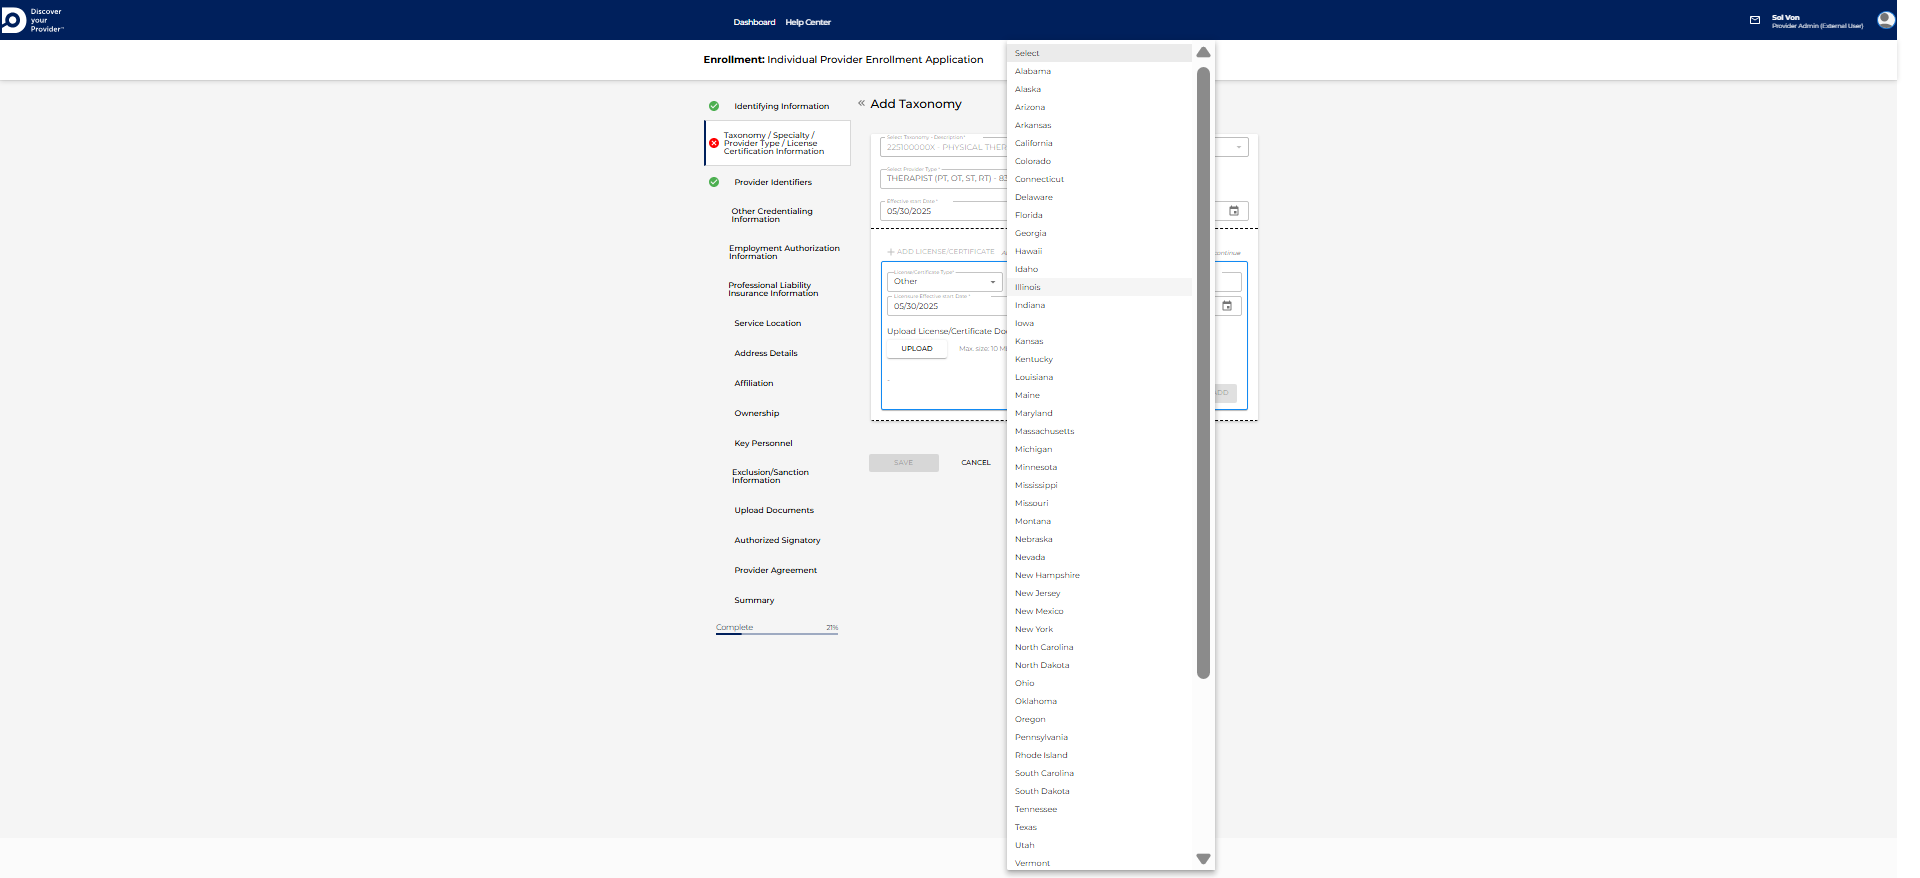 Discover
your
Provider™
Dashboard
Help Center
Sol Von
Provider Admin (External User)
Enrollment: Individual Provider Enrollment Application
Identifying Information
Taxonomy / Specialty /
Provider Type / License
Certification Information
Provider Identifiers
Other Credentialing
Information
Employment Authorization
Information
Professional Liability
Insurance Information
Service Location
Address Details
Affiliation
Ownership
Key Personnel
Exclusion/Sanction
Information
Upload Documents
Authorized Signatory
Provider Agreement
Summary
Complete 21%
« Add Taxonomy
Select Taxonomy - Description *
225100000X - PHYSICAL THER
Select Provider Type *
THERAPIST (PT, OT, ST, RT) - 83
Effective start Date *
05/30/2025
+ ADD LICENSE/CERTIFICATE
ontinue
License/Certificate Type *
Other
Licensure Effective start Date *
05/30/2025
Upload License/Certificate Do
UPLOAD
Max. size: 10 M
DD
SAVE
CANCEL
Select
Alabama
Alaska
Arizona
Arkansas
California
Colorado
Connecticut
Delaware
Florida
Georgia
Hawaii
Idaho
Illinois
Indiana
Iowa
Kansas
Kentucky
Louisiana
Maine
Maryland
Massachusetts
Michigan
Minnesota
Mississippi
Missouri
Montana
Nebraska
Nevada
New Hampshire
New Jersey
New Mexico
New York
North Carolina
North Dakota
Ohio
Oklahoma
Oregon
Pennsylvania
Rhode Island
South Carolina
South Dakota
Tennessee
Texas
Utah
Vermont